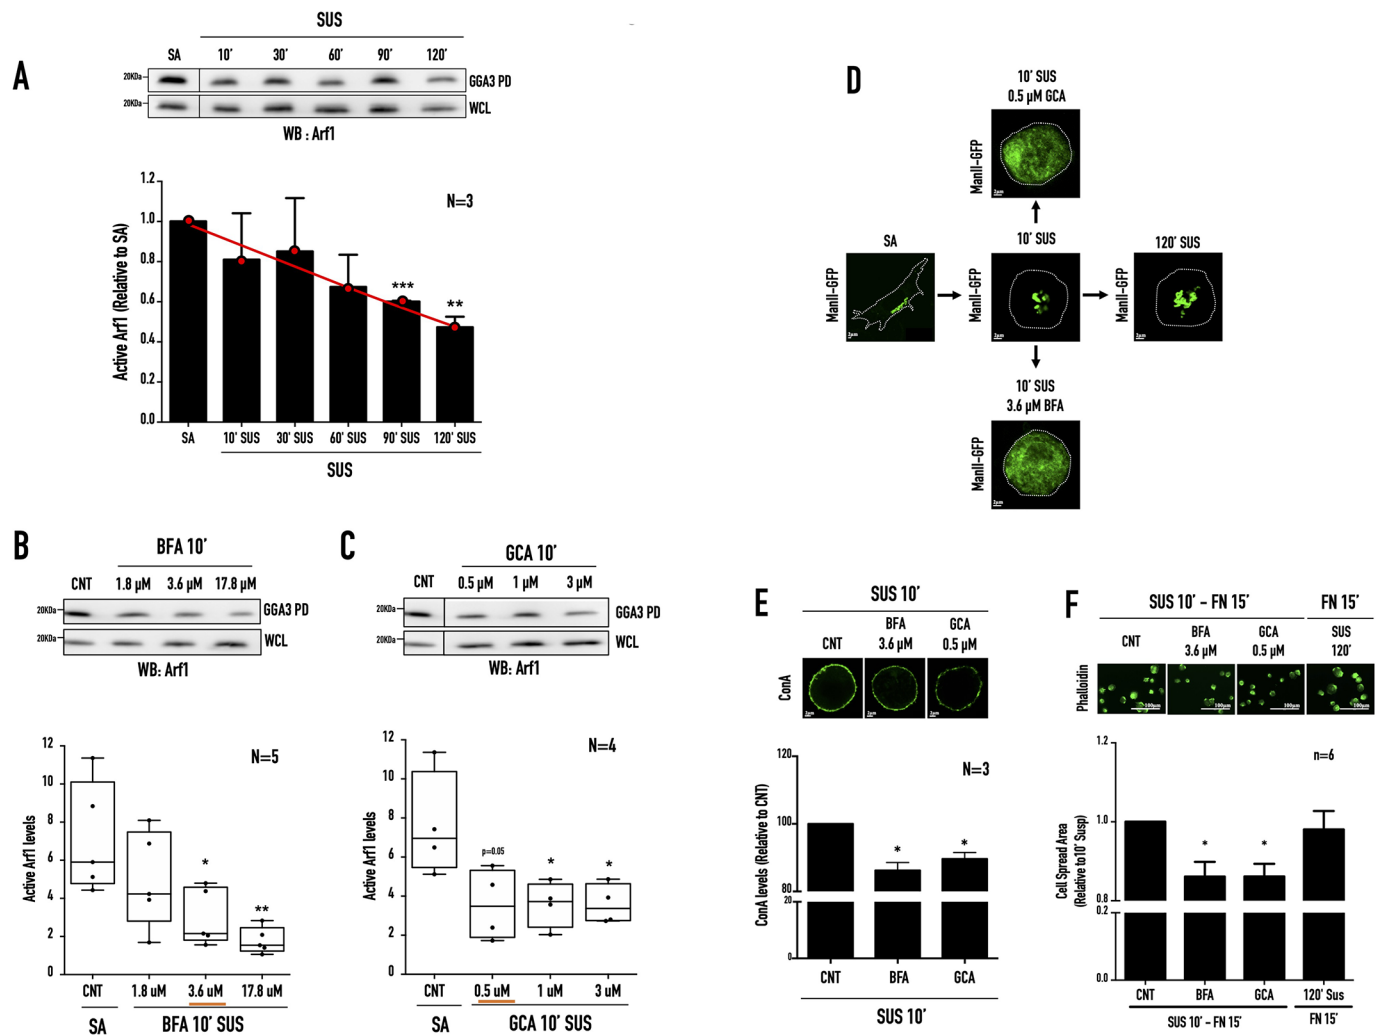 A
SUS
SA 10' 30' 60' 90' 120'
20KDa GGA3 PD
20KDa WCL
WB : Arf1
Active Arf1 (Relative to SA)
1.2
1.0
0.8
0.6
0.4
0.2
0.0
N=3
***
**
SA 10' SUS 30' SUS 60' SUS 90' SUS 120' SUS
SUS
B
BFA 10'
CNT 1.8 µM 3.6 µM 17.8 µM
20KDa GGA3 PD
20KDa WCL
WB: Arf1
Active Arf1 levels
12
10
8
6
4
2
0
N=5
*
**
CNT 1.8 uM 3.6 uM 17.8 uM
SA BFA 10' SUS
C
GCA 10'
CNT 0.5 µM 1 µM 3 µM
20KDa GGA3 PD
20KDa WCL
WB: Arf1
Active Arf1 levels
12
10
8
6
4
2
0
N=4
p=0.05
*
*
CNT 0.5 uM 1 uM 3 uM
SA GCA 10' SUS
D
10' SUS
0.5 µM GCA
ManII-GFP
2µm
SA
ManII-GFP
2µm
10' SUS
ManII-GFP
2µm
120' SUS
ManII-GFP
2µm
10' SUS
3.6 µM BFA
ManII-GFP
2µm
E
SUS 10'
CNT
BFA
3.6 µM
GCA
0.5 µM
ConA
2µm
2µm
2µm
ConA levels (Relative to CNT)
120
100
80
20
0
N=3
*
*
CNT BFA GCA
SUS 10'
F
SUS 10' - FN 15' FN 15'
CNT
BFA
3.6 µM
GCA
0.5 µM
SUS
120'
Phalloidin
100µm
100µm
100µm
100µm
Cell Spread Area
(Relative to10' Susp)
1.2
1.0
0.8
0.2
0.0
n=6
*
*
CNT BFA GCA 120' Sus
SUS 10' - FN 15' FN 15'